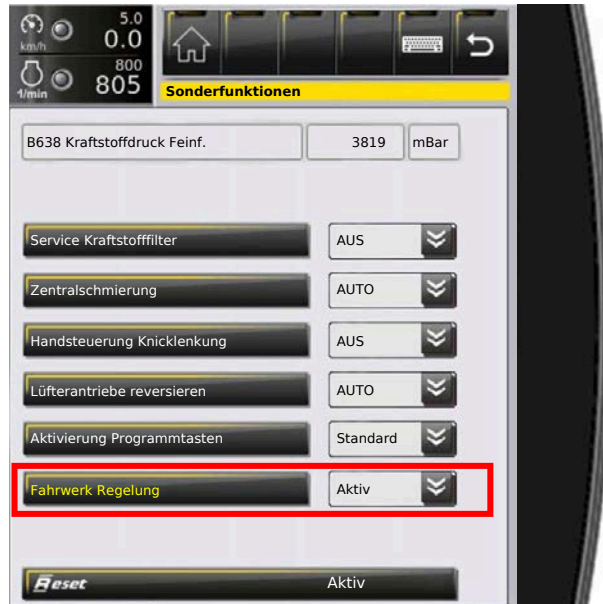 5.0
km/h 0.0
800
1/min 805
Sonderfunktionen
B638 Kraftstoffdruck Feinf. 3819 mBar
Service Kraftstofffilter AUS
Zentralschmierung AUTO
Handsteuerung Knicklenkung AUS
Lüfterantriebe reversieren AUTO
Aktivierung Programmtasten Standard
Fahrwerk Regelung Aktiv
Reset Aktiv